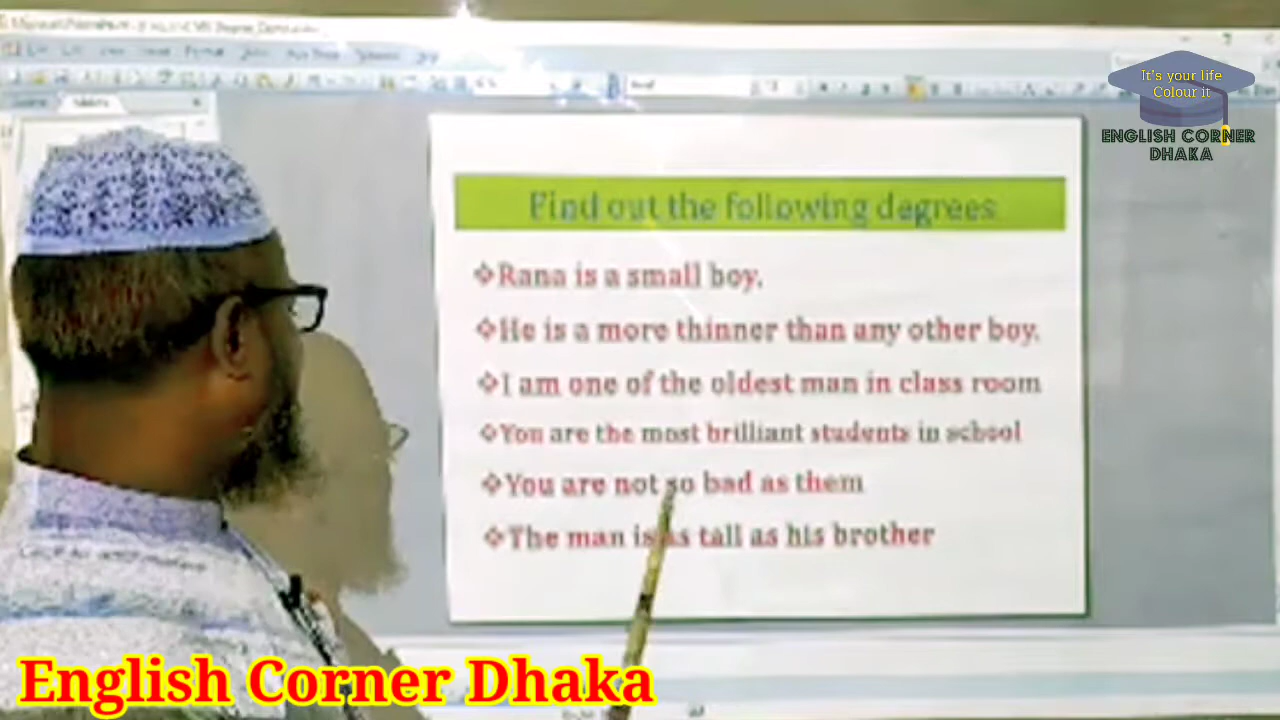 It's your life
Colour it
ENGLISH CORNER
DHAKA
Find out the following degrees
❖Rana is a small boy.
❖He is a more thinner than any other boy.
❖I am one of the oldest man in class room
❖You are the most brilliant students in school
❖You are not so bad as them
❖The man is as tall as his brother
English Corner Dhaka